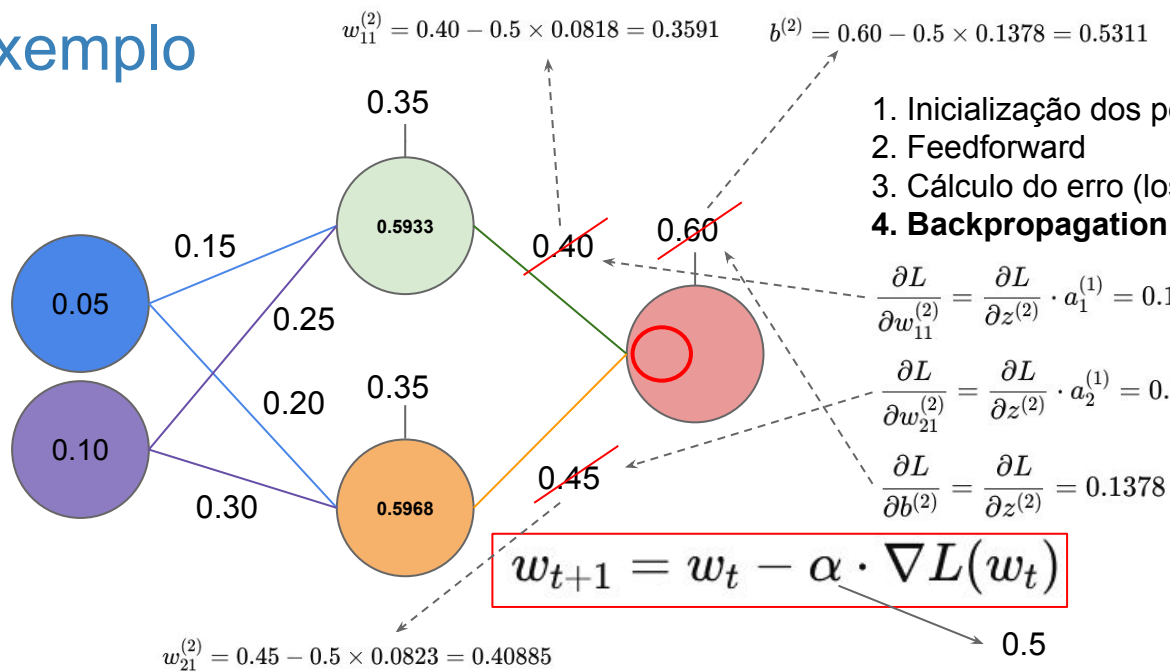 xemplo
w_{11}^{(2)} = 0.40 − 0.5 × 0.0818 = 0.3591
b^{(2)} = 0.60 − 0.5 × 0.1378 = 0.5311
0.35
1. Inicialização dos
2. Feedforward
3. Cálculo do erro
4. Backpropagation
0.5933
0.15
0.40
0.60
0.05
0.25
∂L/∂w_{11}^{(2)} = ∂L/∂z^{(2)} · a_1^{(1)} = 0.1
0.20
0.35
∂L/∂w_{21}^{(2)} = ∂L/∂z^{(2)} · a_2^{(1)} = 0.
0.10
0.45
0.30
0.5968
∂L/∂b^{(2)} = ∂L/∂z^{(2)} = 0.1378
w_{t+1} = w_t − α · ∇L(w_t)
0.5
w_{21}^{(2)} = 0.45 − 0.5 × 0.0823 = 0.40885